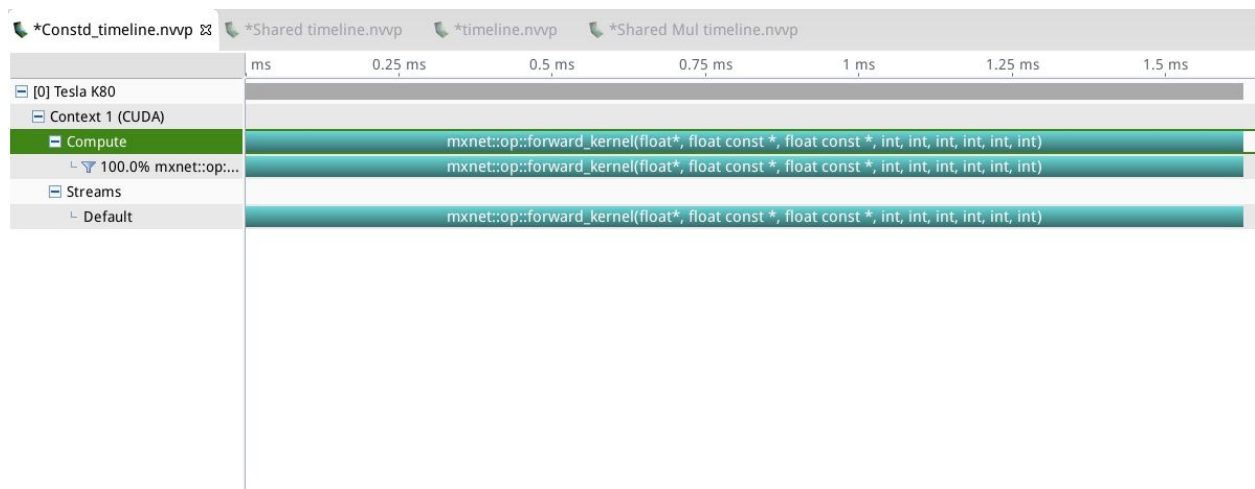 *Constd_timeline.nvvp *Shared timeline.nvvp *timeline.nvvp *Shared Mul timeline.nvvp
ms 0.25 ms 0.5 ms 0.75 ms 1 ms 1.25 ms 1.5 ms
[0] Tesla K80
Context 1 (CUDA)
Compute mxnet::op::forward_kernel(float*, float const *, float const *, int, int, int, int, int, int)
100.0% mxnet::op:... mxnet::op::forward_kernel(float*, float const *, float const *, int, int, int, int, int, int)
Streams
Default mxnet::op::forward_kernel(float*, float const *, float const *, int, int, int, int, int, int)